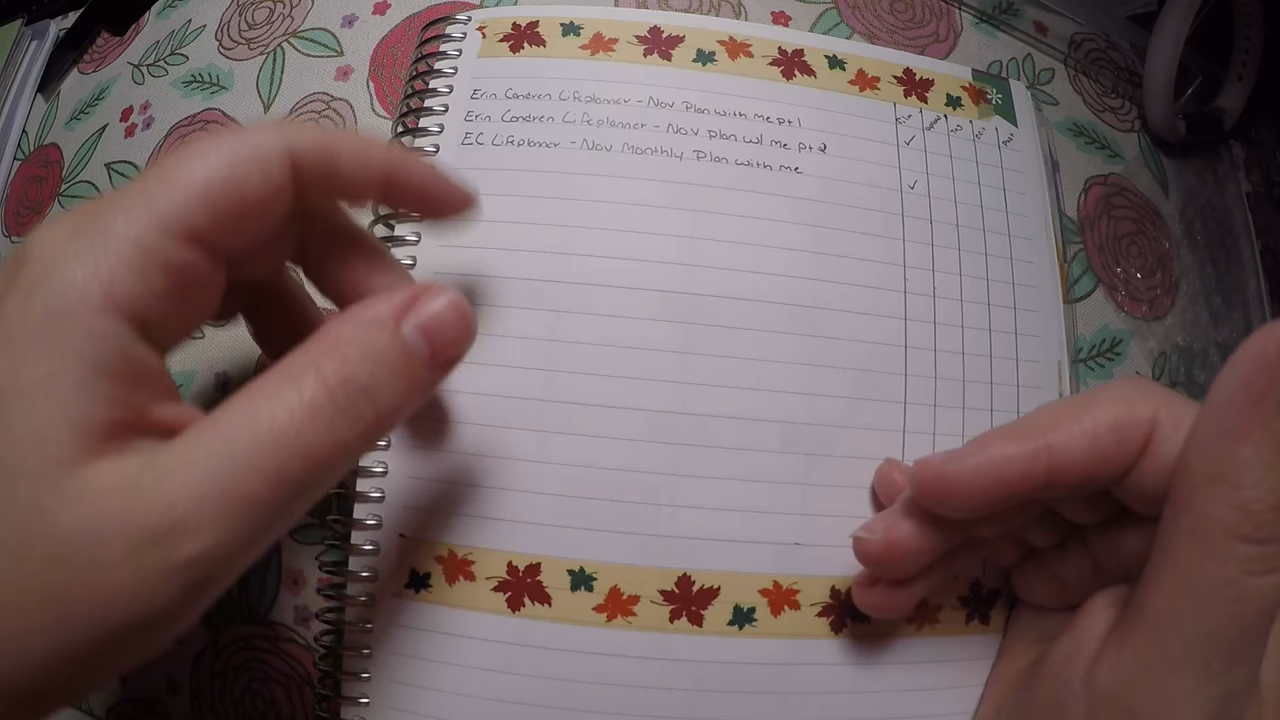 Erin Condren Lifeplanner - Nov Plan with me pt 1
Erin Condren Lifeplanner - Nov plan w/ me pt 2
EC Lifeplanner - Nov Monthly Plan with me